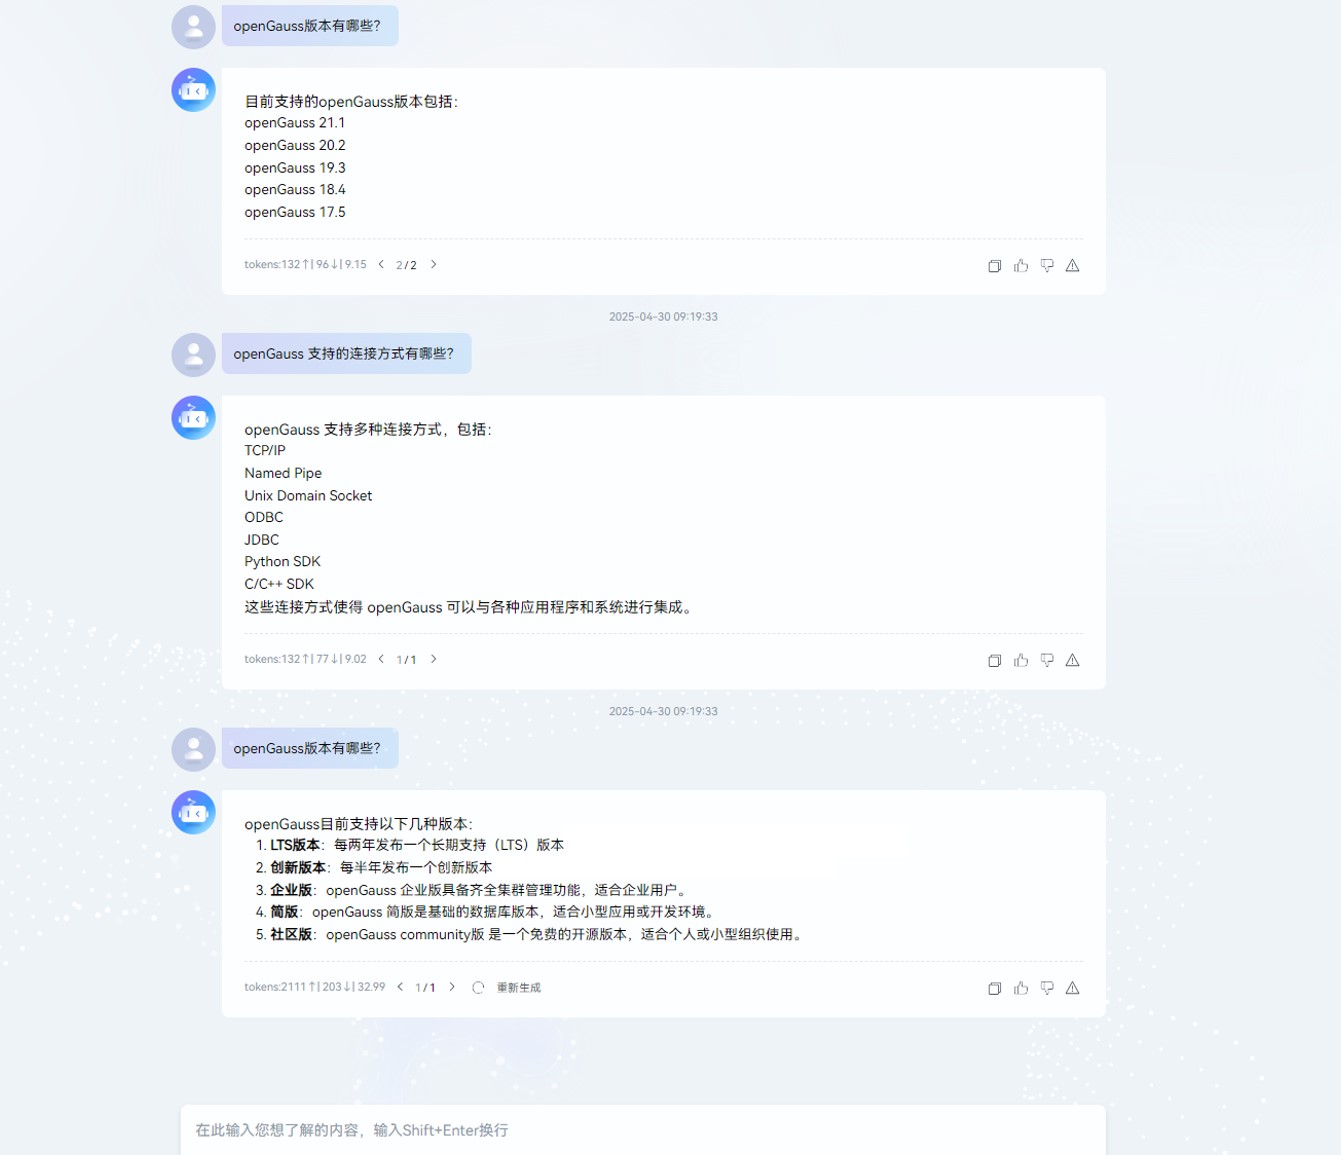 openGauss版本有哪些？
目前支持的openGauss版本包括：
openGauss 21.1
openGauss 20.2
openGauss 19.3
openGauss 18.4
openGauss 17.5
tokens:132↑| 96↓| 9.15 < 2 / 2 >
2025-04-30 09:19:33
openGauss 支持的连接方式有哪些？
openGauss 支持多种连接方式，包括：
TCP/IP
Named Pipe
Unix Domain Socket
ODBC
JDBC
Python SDK
C/C++ SDK
这些连接方式使得 openGauss 可以与各种应用程序和系统进行集成。
tokens:132↑| 77↓| 9.02 < 1 / 1 >
2025-04-30 09:19:33
openGauss版本有哪些？
openGauss目前支持以下几种版本：
1. LTS版本：每两年发布一个长期支持（LTS）版本
2. 创新版本：每半年发布一个创新版本
3. 企业版：openGauss 企业版具备齐全集群管理功能，适合企业用户。
4. 简版：openGauss 简版是基础的数据库版本，适合小型应用或开发环境。
5. 社区版：openGauss community版 是一个免费的开源版本，适合个人或小型组织使用。
tokens:2111↑| 203↓| 32.99 < 1 / 1 > 重新生成
在此输入您想了解的内容，输入Shift+Enter换行